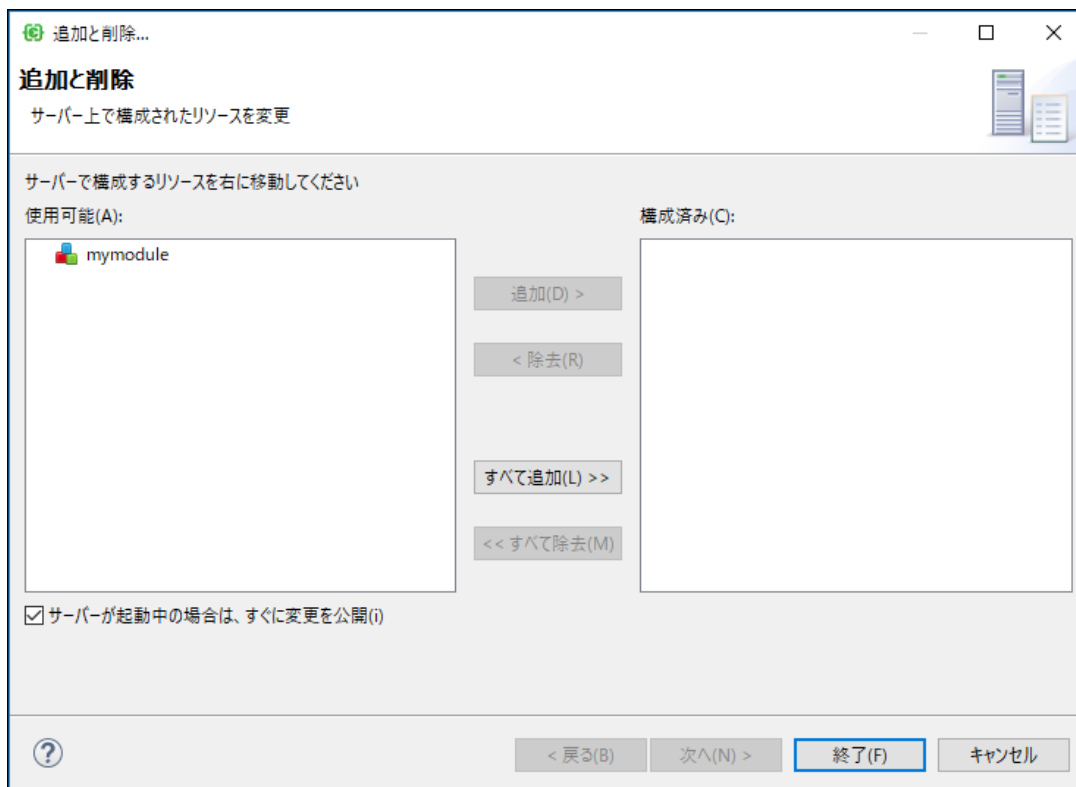 追加と削除...
追加と削除
サーバー上で構成されたリソースを変更
サーバーで構成するリソースを右に移動してください
使用可能(A):
構成済み(C):
mymodule
追加(D) >
< 除去(R)
すべて追加(L) >>
<< すべて除去(M)
サーバーが起動中の場合は、すぐに変更を公開(i)
< 戻る(B)
次へ(N) >
終了(F)
キャンセル